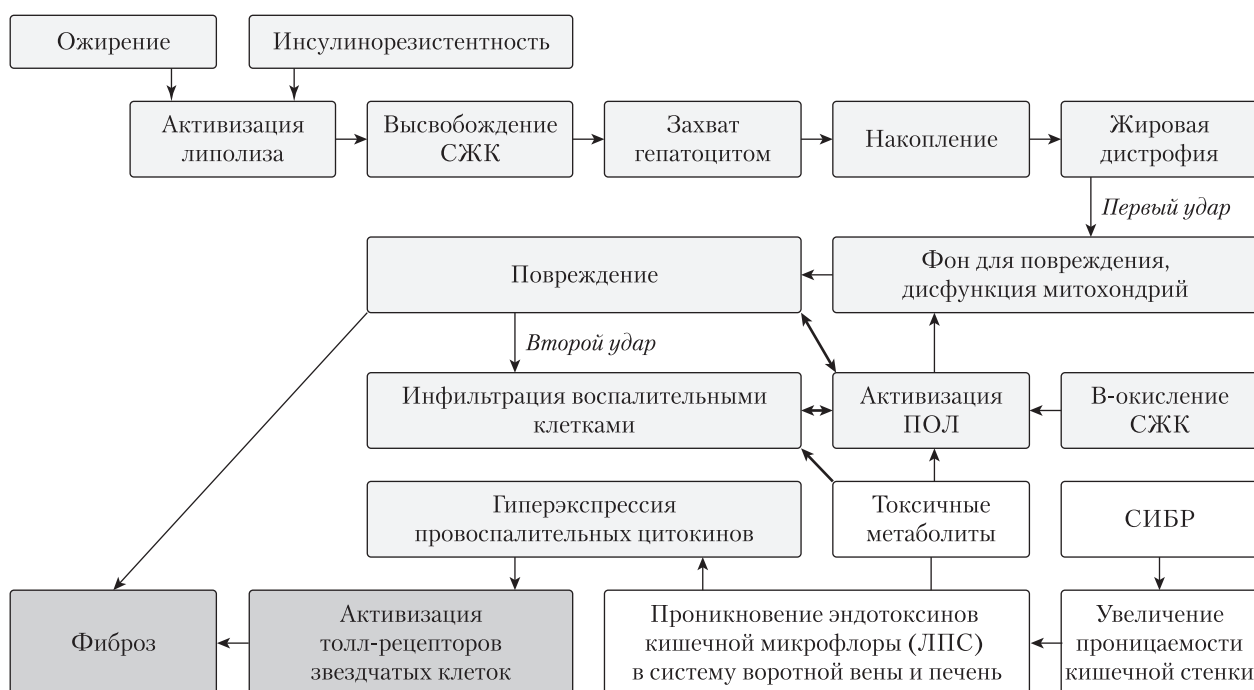 Ожирение
Инсулинорезистентность
Активизация
липолиза
Высвобождение
СЖК
Захват
гепатоцитом
Накопление
Жировая
дистрофия
Первый удар
Повреждение
Фон для повреждения,
дисфункция митохондрий
Второй удар
Инфильтрация воспалительными
клетками
Активизация
ПОЛ
В-окисление
СЖК
Гиперэкспрессия
провоспалительных цитокинов
Токсичные
метаболиты
СИБР
Фиброз
Активизация
толл-рецепторов
звездчатых клеток
Проникновение эндотоксинов
кишечной микрофлоры (ЛПС)
в систему воротной вены и печень
Увеличение
проницаемости
кишечной стенки